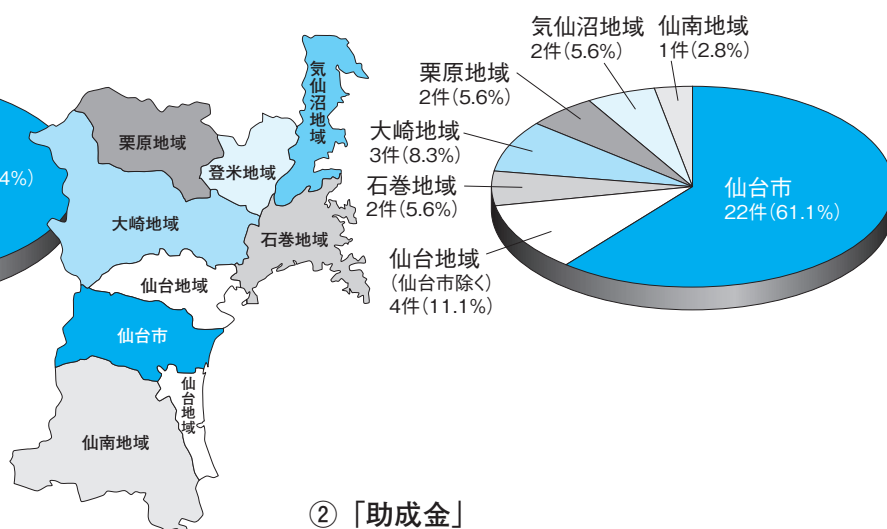 4%)
気仙沼地域
栗原地域
登米地域
大崎地域
石巻地域
仙台地域
仙台市
仙台地域
仙南地域
気仙沼地域
2件(5.6%)
仙南地域
1件(2.8%)
栗原地域
2件(5.6%)
大崎地域
3件(8.3%)
石巻地域
2件(5.6%)
仙台地域
(仙台市除く)
4件(11.1%)
仙台市
22件(61.1%)
②「助成金」